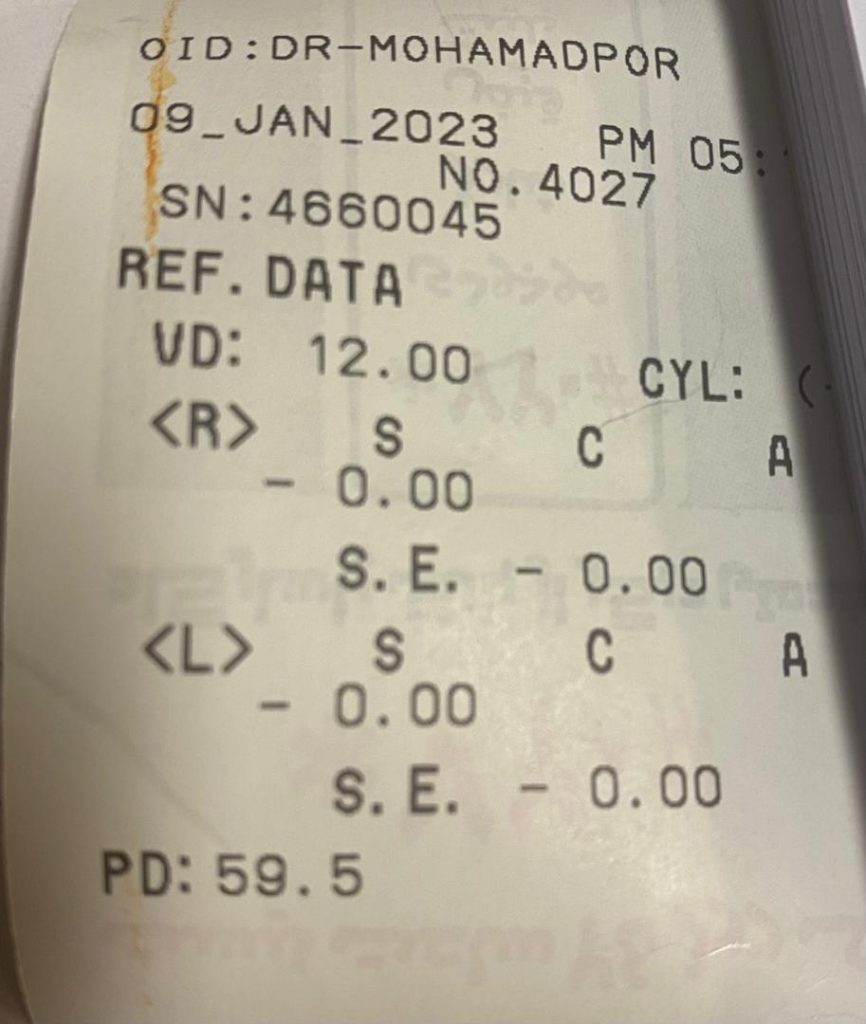 OID:DR-MOHAMADPOR
09_JAN_2023 PM 05:
NO.4027
SN:4660045
REF. DATA
VD: 12.00 CYL: (
<R> S C A
- 0.00
S. E. - 0.00
<L> S C A
- 0.00
S. E. - 0.00
PD: 59.5